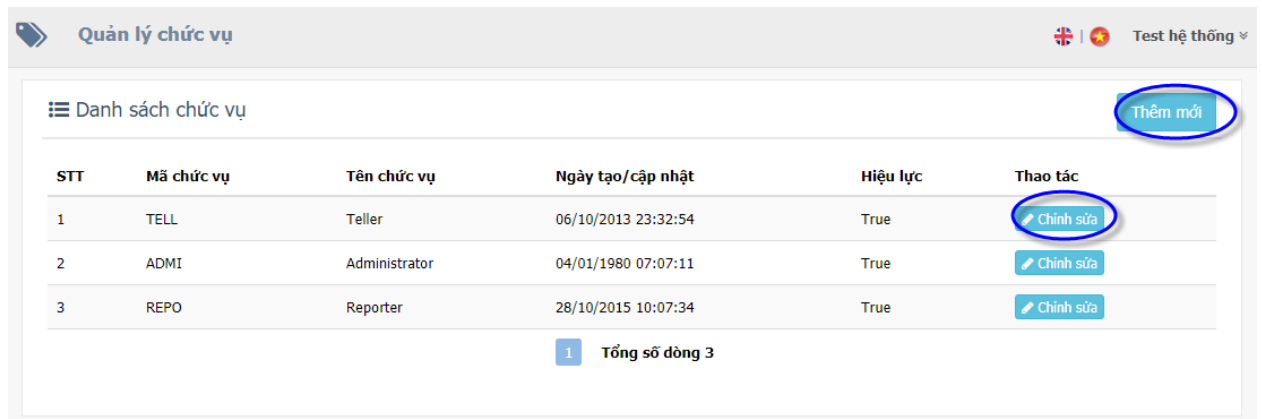 Quản lý chức vụ | Test hệ thống
Danh sách chức vụ Thêm mới
STT Mã chức vụ Tên chức vụ Ngày tạo/cập nhật Hiệu lực Thao tác
1 TELL Teller 06/10/2013 23:32:54 True Chỉnh sửa
2 ADMI Administrator 04/01/1980 07:07:11 True Chỉnh sửa
3 REPO Reporter 28/10/2015 10:07:34 True Chỉnh sửa
1 Tổng số dòng 3